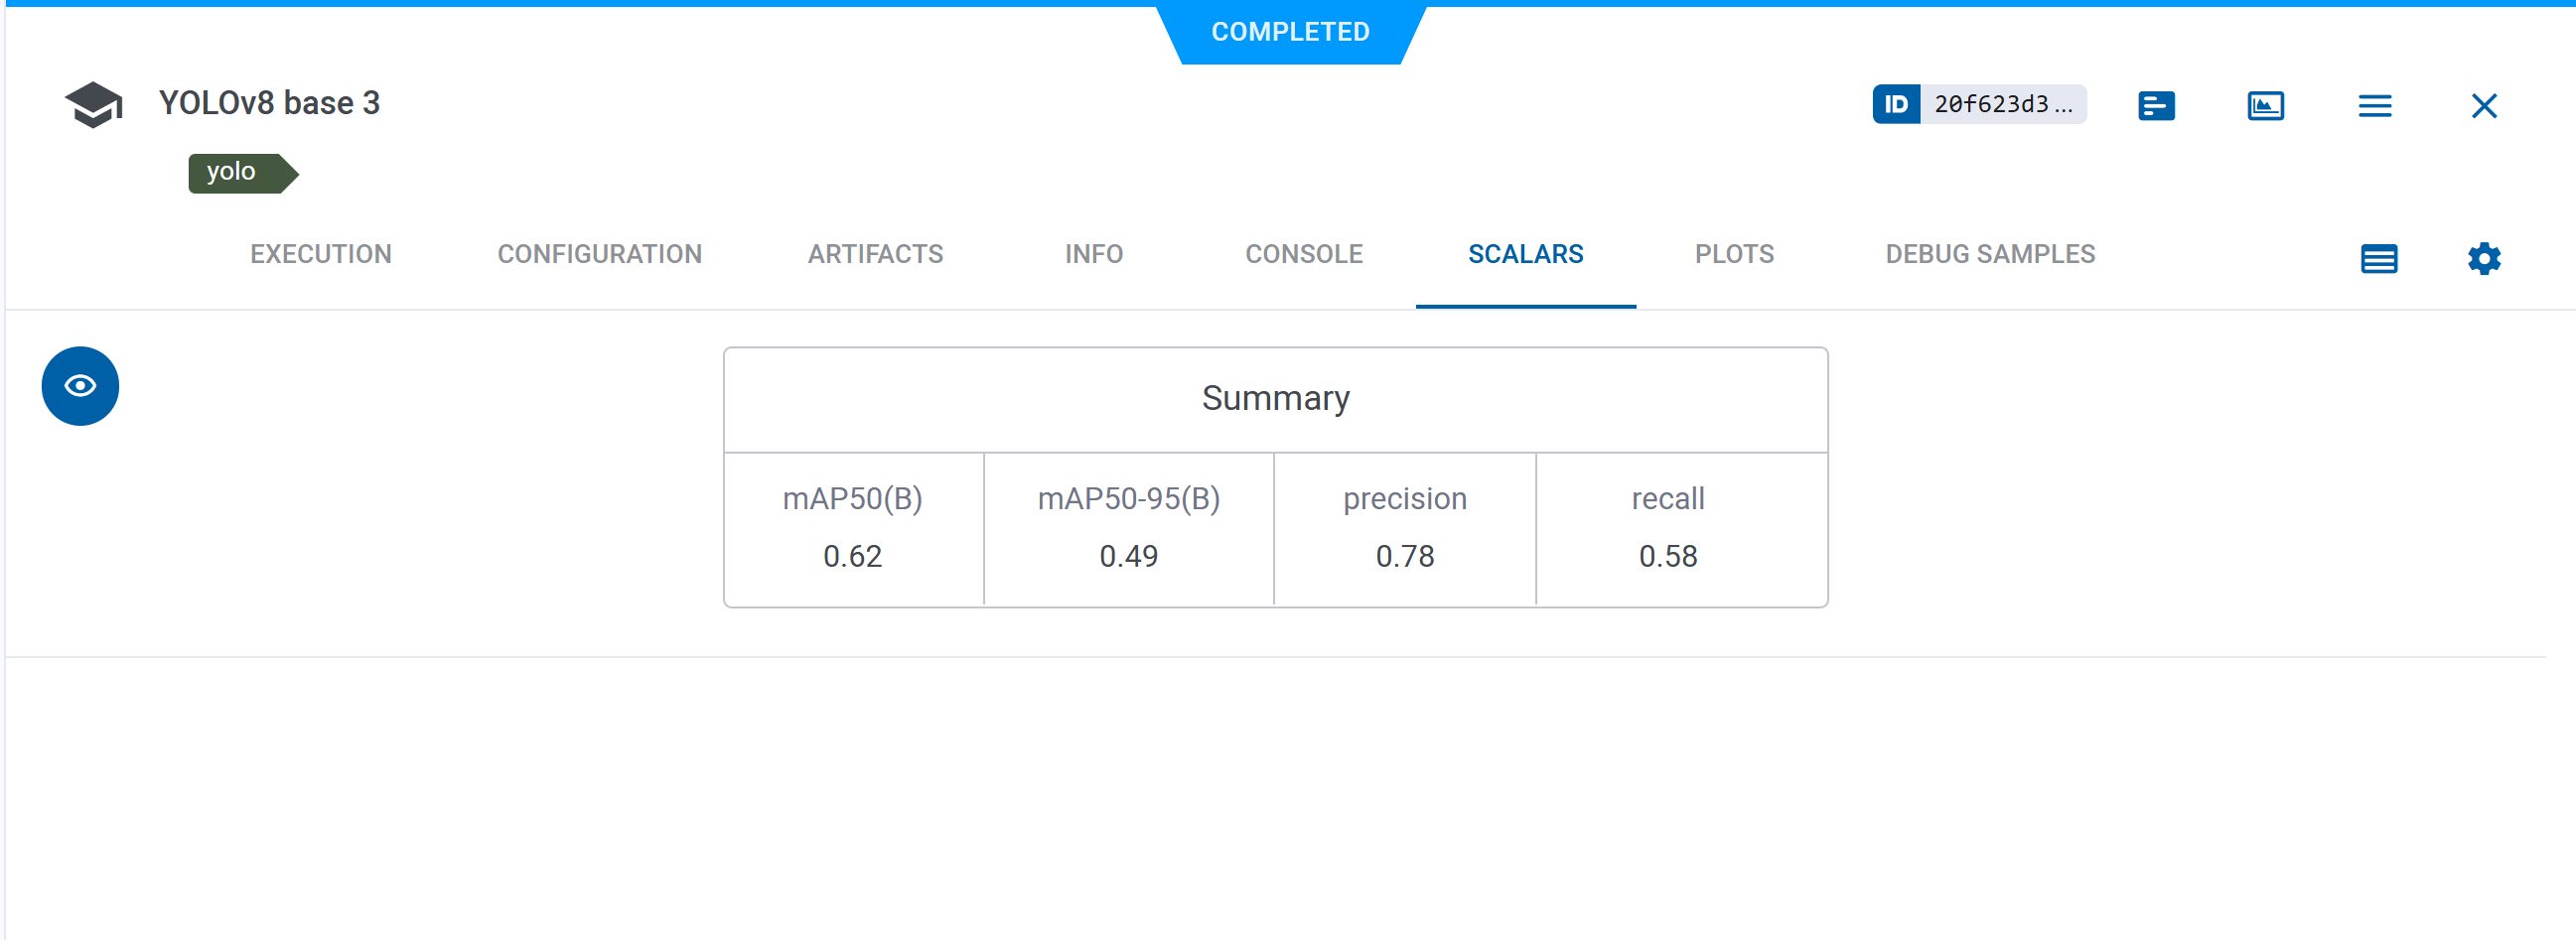 COMPLETED
YOLOv8 base 3
ID 20f623d3...
yolo
EXECUTION CONFIGURATION ARTIFACTS INFO CONSOLE SCALARS PLOTS DEBUG SAMPLES
Summary
mAP50(B) mAP50-95(B) precision recall
0.62 0.49 0.78 0.58